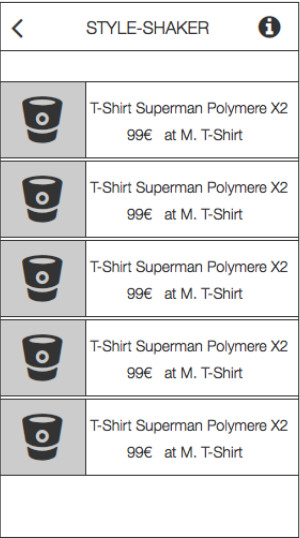 STYLE-SHAKER
T-Shirt Superman Polymere X2
99€ at M. T-Shirt
T-Shirt Superman Polymere X2
99€ at M. T-Shirt
T-Shirt Superman Polymere X2
99€ at M. T-Shirt
T-Shirt Superman Polymere X2
99€ at M. T-Shirt
T-Shirt Superman Polymere X2
99€ at M. T-Shirt